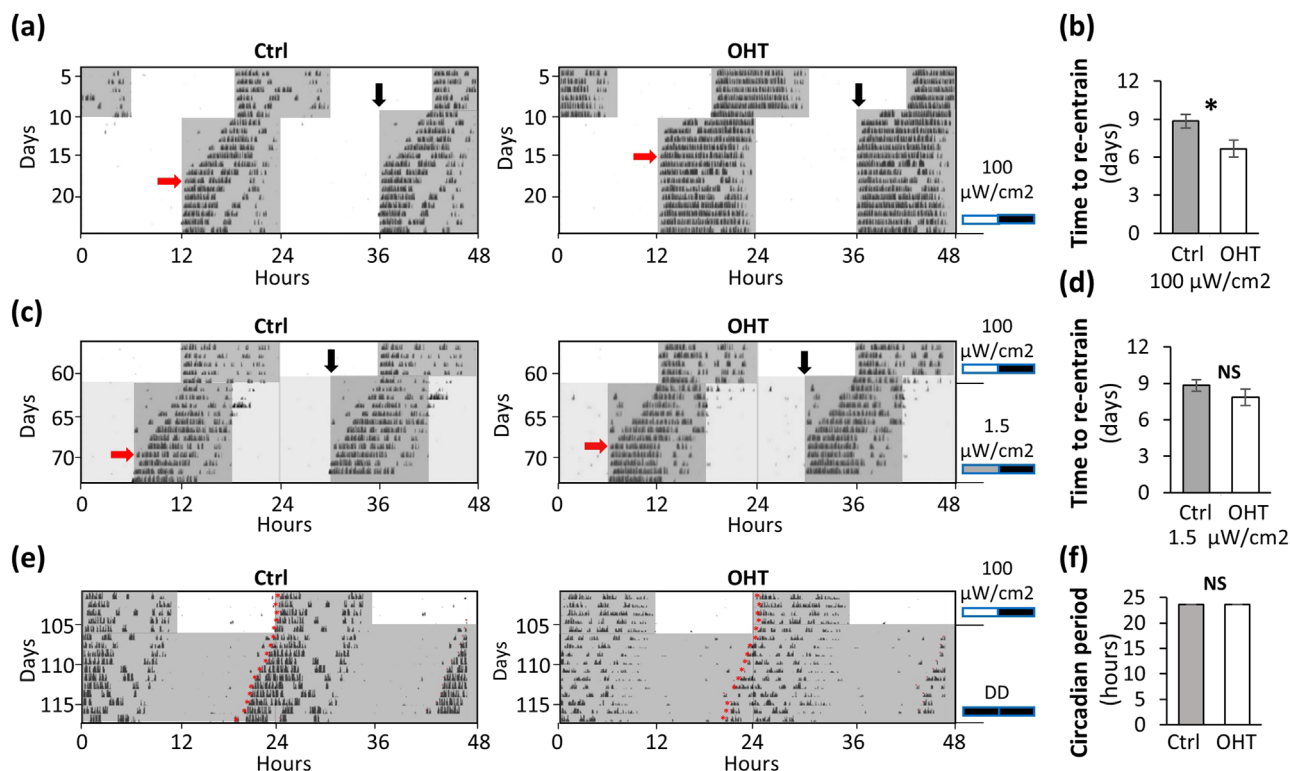 (a)
Ctrl
OHT
Days
5
10
15
20
0 12 24 36 48
Hours
Days
5
10
15
20
0 12 24 36 48
Hours
100
μW/cm2
(b)
Time to re-entrain
(days)
12
9
6
3
0
*
Ctrl OHT
100 μW/cm2
(c)
Ctrl
OHT
Days
60
65
70
0 12 24 36 48
Hours
Days
60
65
70
0 12 24 36 48
Hours
100
μW/cm2
1.5
μW/cm2
(d)
Time to re-entrain
(days)
12
9
6
3
0
NS
Ctrl OHT
1.5 μW/cm2
(e)
Ctrl
OHT
Days
105
110
115
0 12 24 36 48
Hours
Days
105
110
115
0 12 24 36 48
Hours
100
μW/cm2
DD
(f)
Circadian period
(hours)
25
20
15
10
5
0
NS
Ctrl OHT